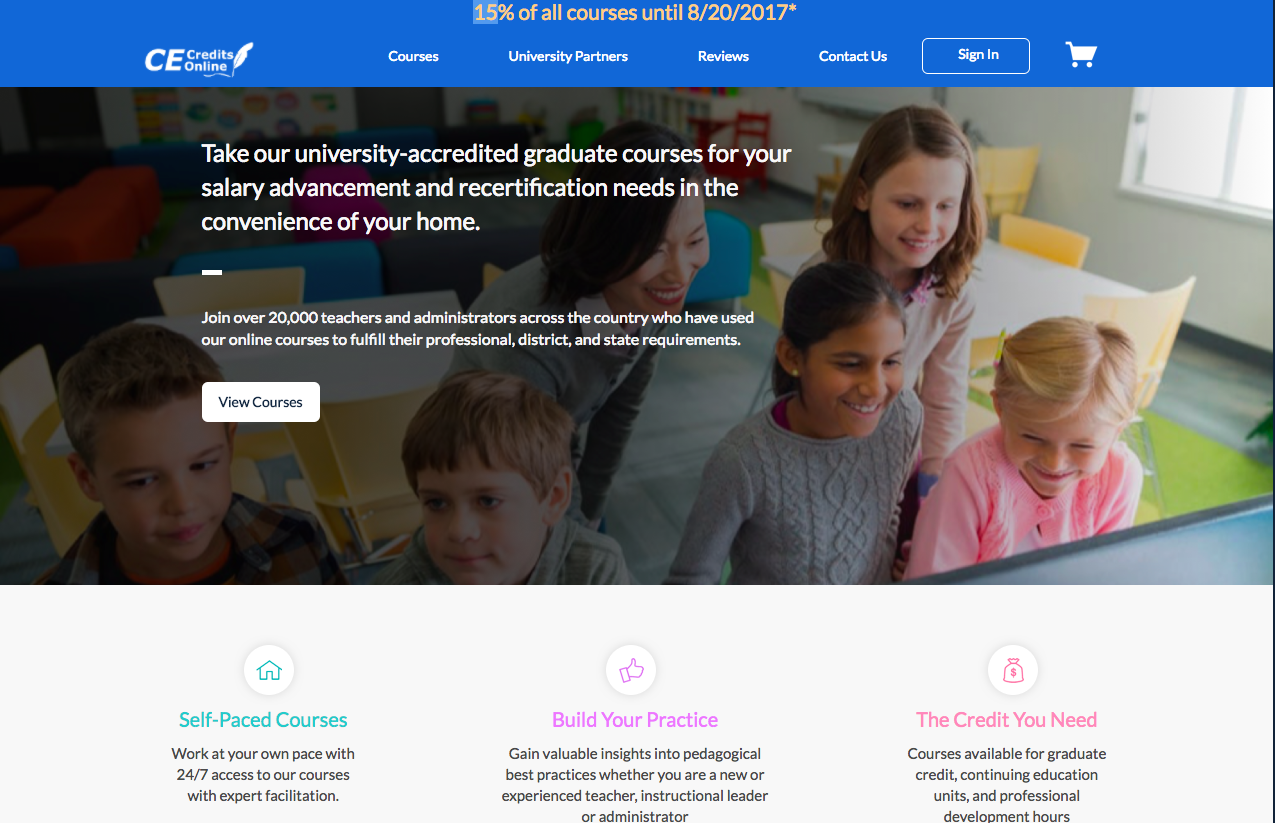 15% of all courses until 8/20/2017*
CE Credits Online
Courses
University Partners
Reviews
Contact Us
Sign In
Take our university-accredited graduate courses for your
salary advancement and recertification needs in the
convenience of your home.
Join over 20,000 teachers and administrators across the country who have used
our online courses to fulfill their professional, district, and state requirements.
View Courses
$
Self-Paced Courses
Work at your own pace with
24/7 access to our courses
with expert facilitation.
Build Your Practice
Gain valuable insights into pedagogical
best practices whether you are a new or
experienced teacher, instructional leader
or administrator
The Credit You Need
Courses available for graduate
credit, continuing education
units, and professional
development hours